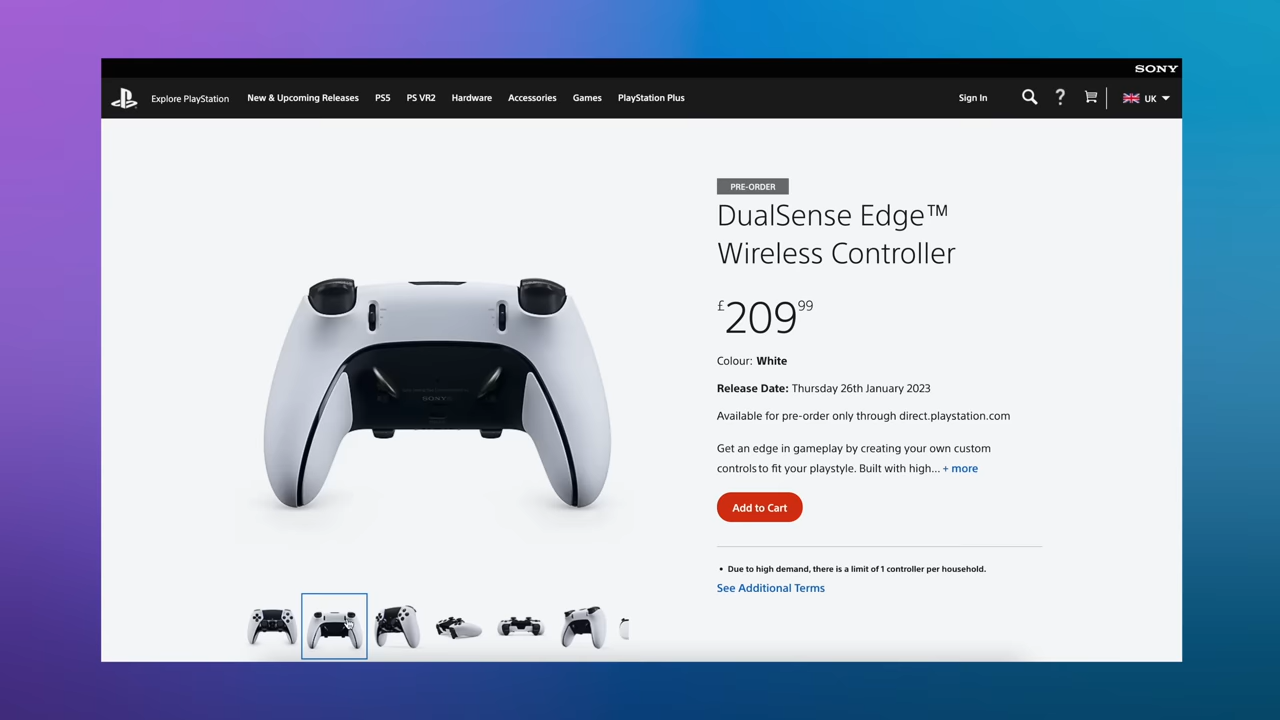 SONY
Explore PlayStation New & Upcoming Releases PS5 PS VR2 Hardware Accessories Games PlayStation Plus Sign In ? UK
PRE-ORDER
DualSense Edge™
Wireless Controller
£20999
Colour: White
Release Date: Thursday 26th January 2023
Available for pre-order only through direct.playstation.com
Get an edge in gameplay by creating your own custom
controls to fit your playstyle. Built with high... + more
Add to Cart
• Due to high demand, there is a limit of 1 controller per household.
See Additional Terms
SONY